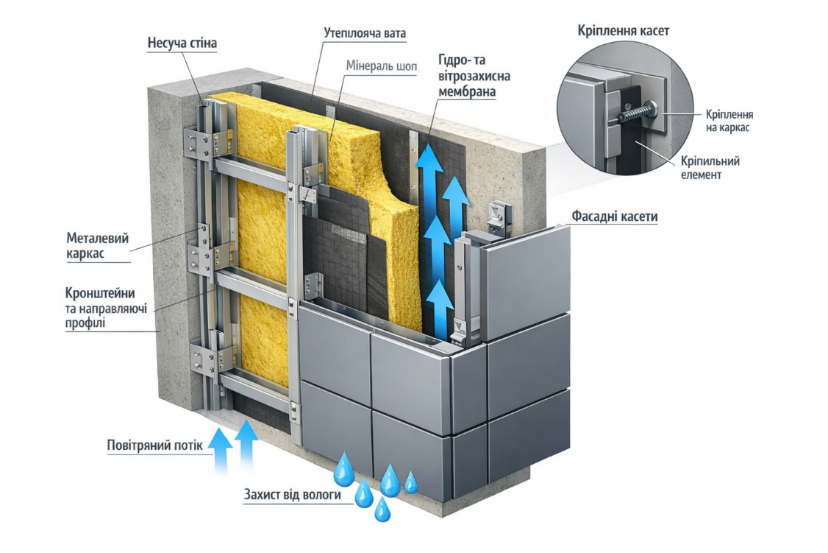 Несуча стіна
Утепілояча вата
Мінераль шоп
Гідро- та
вітрозахисна
мембрана
Кріплення касет
Кріплення
на каркас
Кріпильний
елемент
Фасадні касети
Металевий
каркас
Кронштейни
та направляючі
профілі
Повітряний потік
Захист від вологи